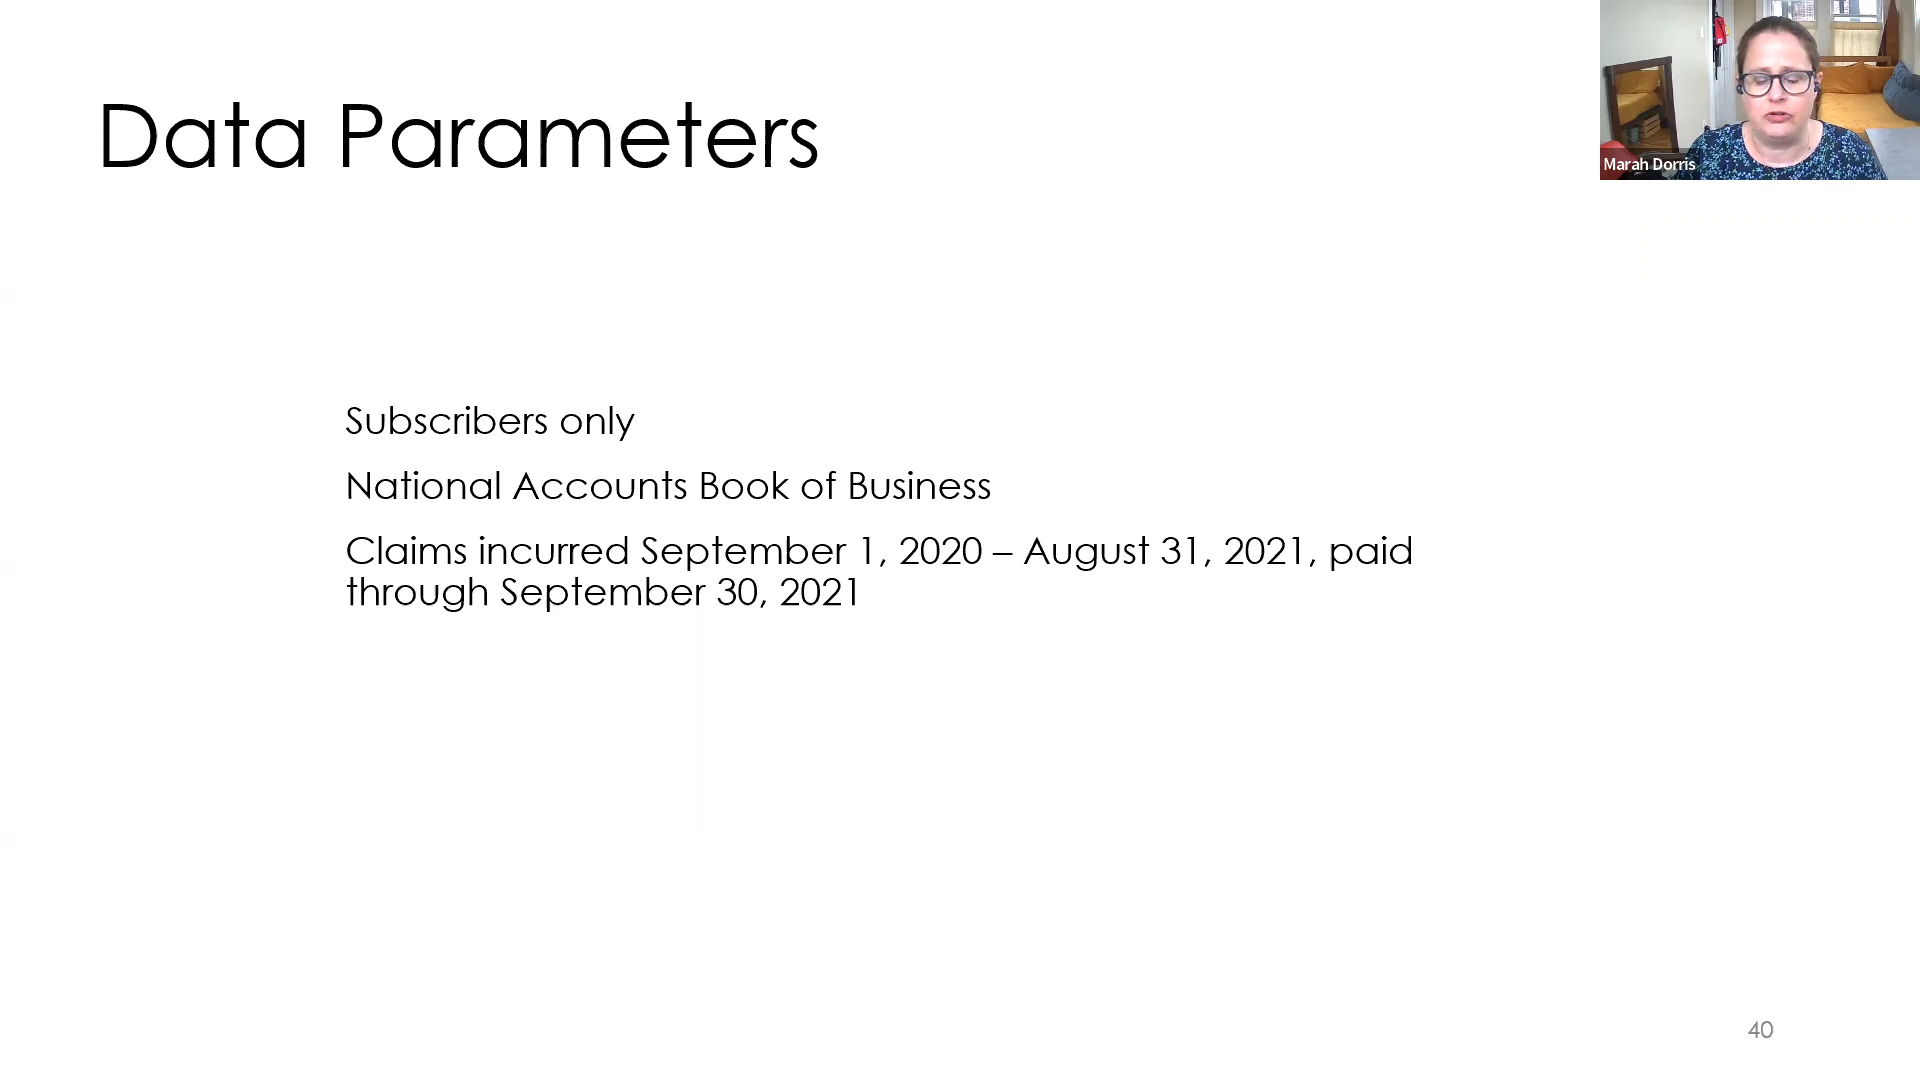 Data Parameters
Marah Dorris
Subscribers only
National Accounts Book of Business
Claims incurred September 1, 2020 – August 31, 2021, paid
through September 30, 2021
40